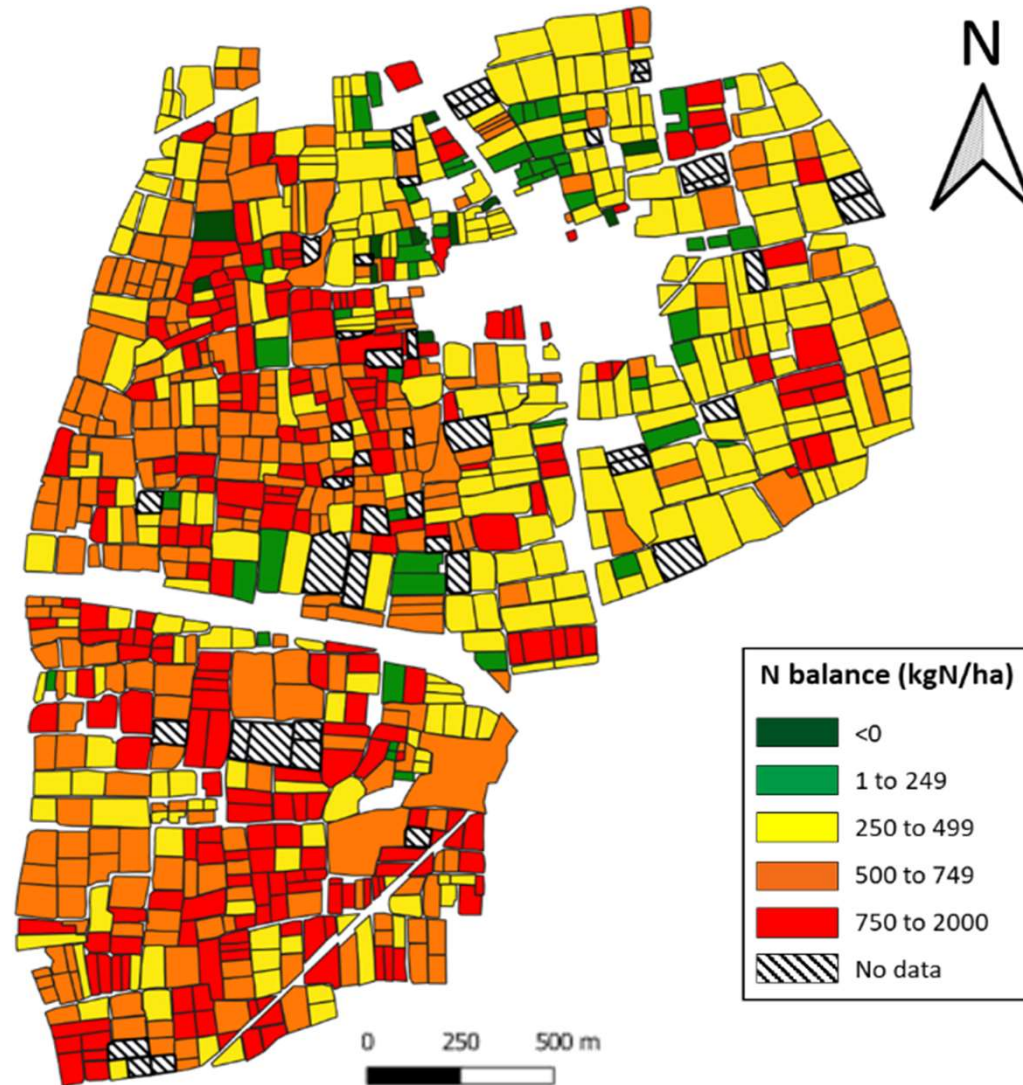 N
N balance (kgN/ha)
<0
1 to 249
250 to 499
500 to 749
750 to 2000
No data
0 250 500 m